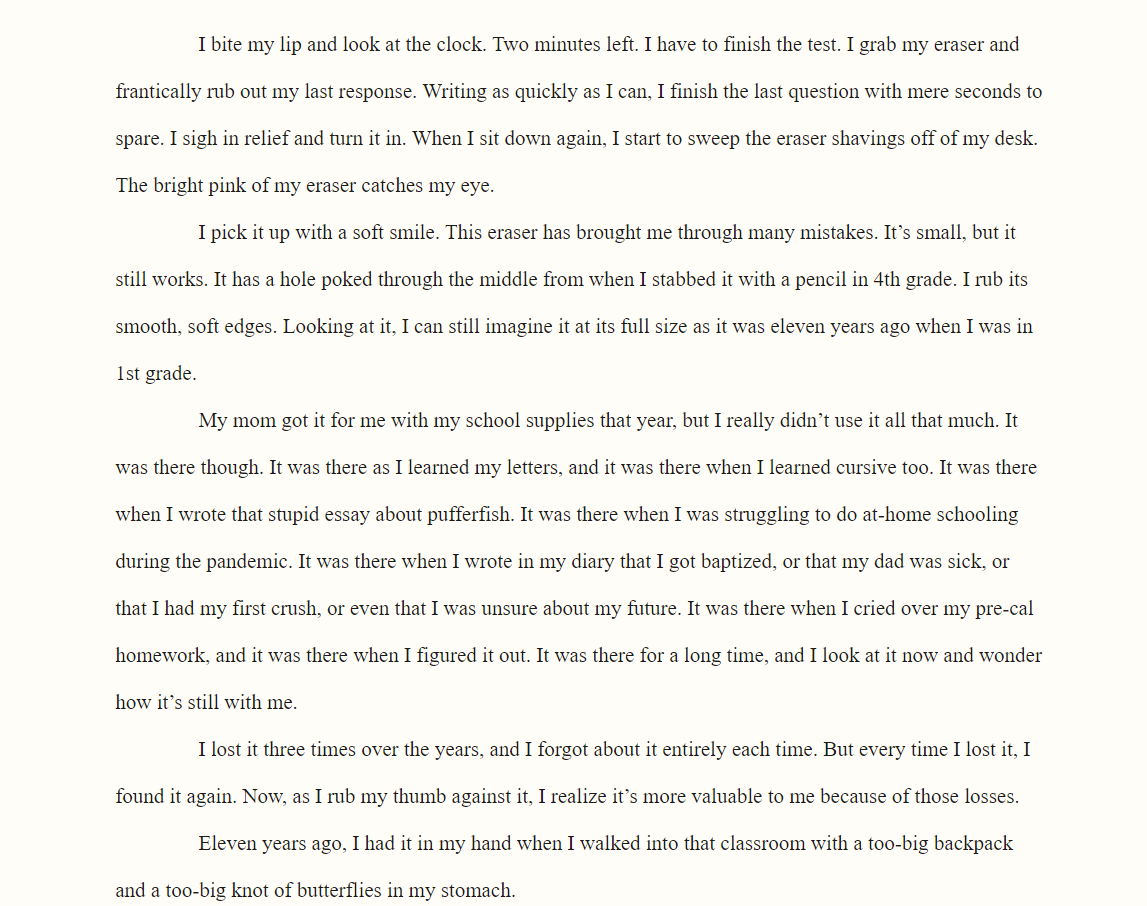 I bite my lip and look at the clock. Two minutes left. I have to finish the test. I grab my eraser and
frantically rub out my last response. Writing as quickly as I can, I finish the last question with mere seconds to
spare. I sigh in relief and turn it in. When I sit down again, I start to sweep the eraser shavings off of my desk.
The bright pink of my eraser catches my eye.
I pick it up with a soft smile. This eraser has brought me through many mistakes. It’s small, but it
still works. It has a hole poked through the middle from when I stabbed it with a pencil in 4th grade. I rub its
smooth, soft edges. Looking at it, I can still imagine it at its full size as it was eleven years ago when I was in
1st grade.
My mom got it for me with my school supplies that year, but I really didn’t use it all that much. It
was there though. It was there as I learned my letters, and it was there when I learned cursive too. It was there
when I wrote that stupid essay about pufferfish. It was there when I was struggling to do at-home schooling
during the pandemic. It was there when I wrote in my diary that I got baptized, or that my dad was sick, or
that I had my first crush, or even that I was unsure about my future. It was there when I cried over my pre-cal
homework, and it was there when I figured it out. It was there for a long time, and I look at it now and wonder
how it’s still with me.
I lost it three times over the years, and I forgot about it entirely each time. But every time I lost it, I
found it again. Now, as I rub my thumb against it, I realize it’s more valuable to me because of those losses.
Eleven years ago, I had it in my hand when I walked into that classroom with a too-big backpack
and a too-big knot of butterflies in my stomach.